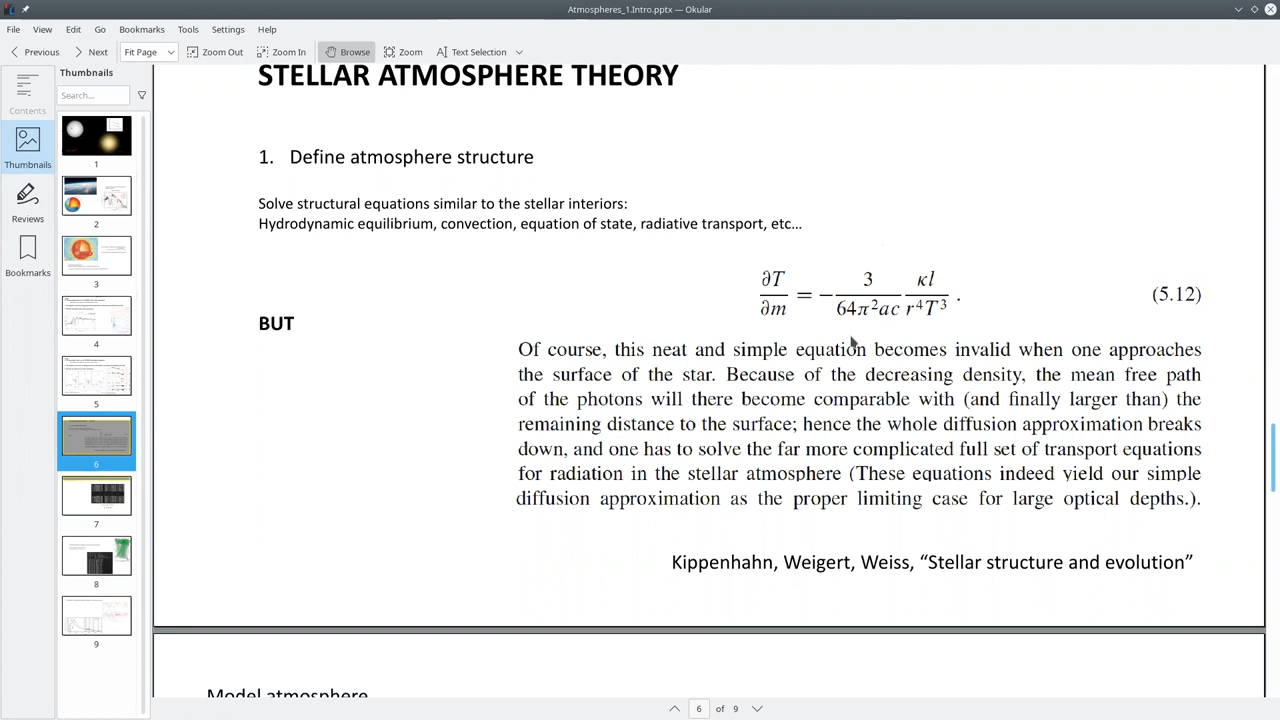 Atmospheres_1.Intro.pptx — Okular
File View Edit Go Bookmarks Tools Settings Help
Previous Next Fit Page Zoom Out Zoom In Browse Zoom Text Selection
Contents
Thumbnails
Reviews
Bookmarks
Thumbnails
Search...
1
2
3
4
5
6
7
8
9
STELLAR ATMOSPHERE THEORY
1. Define atmosphere structure
Solve structural equations similar to the stellar interiors:
Hydrodynamic equilibrium, convection, equation of state, radiative transport, etc...
∂T/∂m = − 3/(64π²ac) κl/(r⁴T³) . (5.12)
BUT
Of course, this neat and simple equation becomes invalid when one approaches
the surface of the star. Because of the decreasing density, the mean free path
of the photons will there become comparable with (and finally larger than) the
remaining distance to the surface; hence the whole diffusion approximation breaks
down, and one has to solve the far more complicated full set of transport equations
for radiation in the stellar atmosphere (These equations indeed yield our simple
diffusion approximation as the proper limiting case for large optical depths.).
Kippenhahn, Weigert, Weiss, “Stellar structure and evolution”
Model atmosphere
6 of 9